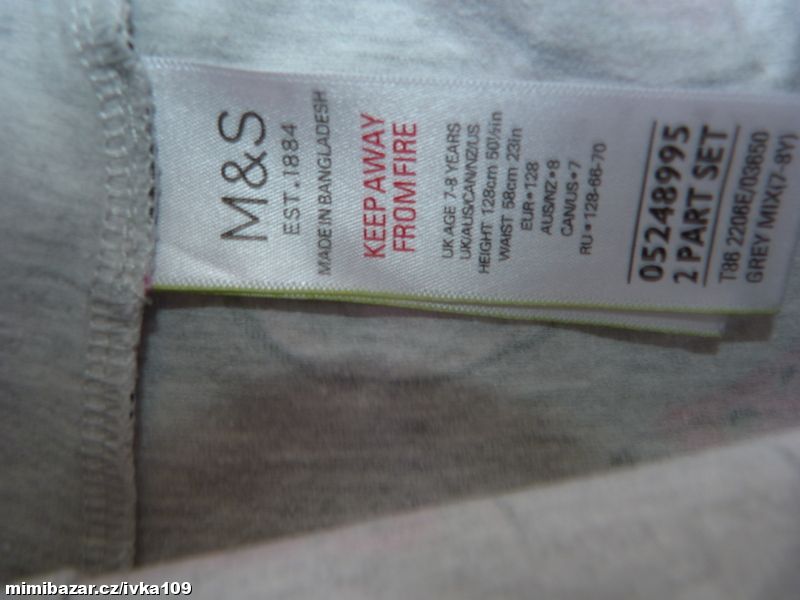 M&S
EST. 1884
MADE IN BANGLADESH
KEEP AWAY
FROM FIRE
UK AGE 7-8 YEARS
UK/AUS/CAN/NZ/US
HEIGHT 128cm 50½in
WAIST 58cm 23in
EUR • 128
AUS/NZ • 8
CAN/US • 7
RU • 128-66-70
05248995
2 PART SET
T86 2206E/03650
GREY MIX(7-8Y)
mimibazar.cz/ivka109